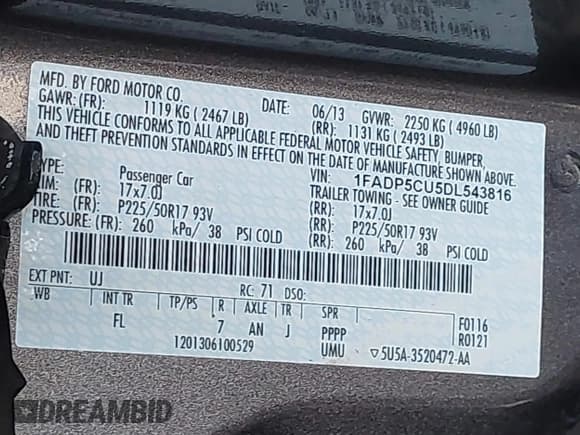 MFD. BY FORD MOTOR CO.
DATE: 06/13 GVWR: 2250 KG (4960 LB)
GAWR: (FR): 1119 KG (2467 LB) (RR): 1131 KG (2493 LB)
THIS VEHICLE CONFORMS TO ALL APPLICABLE FEDERAL MOTOR VEHICLE SAFETY, BUMPER,
AND THEFT PREVENTION STANDARDS IN EFFECT ON THE DATE OF MANUFACTURE SHOWN ABOVE.
VIN: 1FADP5CU5DL543816
TYPE: Passenger Car TRAILER TOWING - SEE OWNER GUIDE
RIM: (FR): 17x7.0J (RR): 17x7.0J
TIRE: (FR): P225/50R17 93V (RR): P225/50R17 93V
PRESSURE: (FR): 260 kPa/ 38 PSI COLD (RR): 260 kPa/ 38 PSI COLD
EXT PNT: UJ RC: 71 DSO:
WB INT TR TP/PS R AXLE TR SPR F0116
FL 7 AN J PPPP R0121
1201306100529 UMU ▽5U5A-3520472-AA
DREAMBID